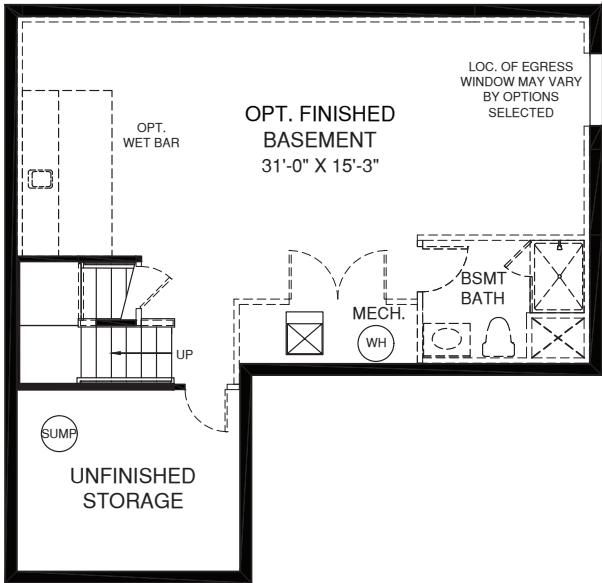 LOC. OF EGRESS
WINDOW MAY VARY
BY OPTIONS
SELECTED
OPT. FINISHED
BASEMENT
31'-0" X 15'-3"
OPT.
WET BAR
BSMT
BATH
MECH.
WH
UP
SUMP
UNFINISHED
STORAGE